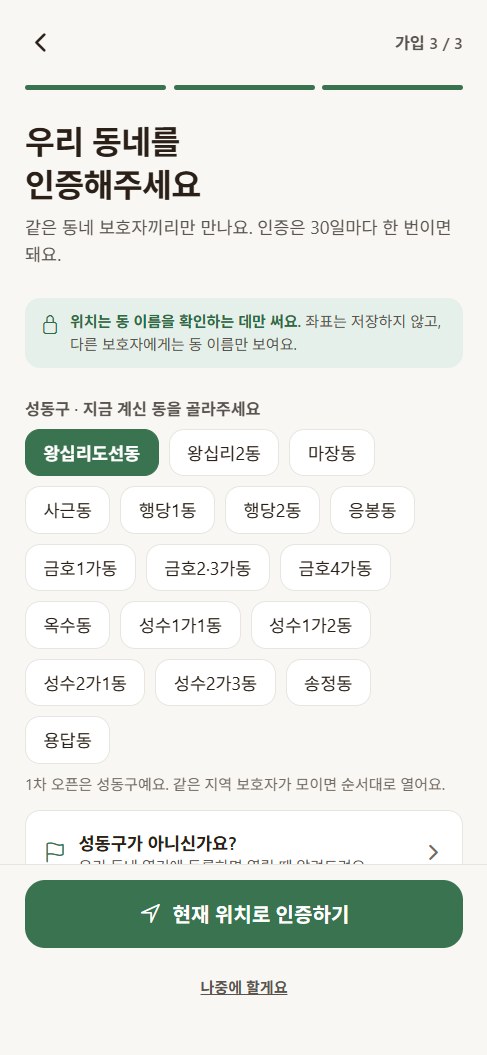 가입 3 / 3
우리 동네를
인증해주세요
같은 동네 보호자끼리만 만나요. 인증은 30일마다 한 번이면
돼요.
위치는 동 이름을 확인하는 데만 써요. 좌표는 저장하지 않고,
다른 보호자에게는 동 이름만 보여요.
성동구 · 지금 계신 동을 골라주세요
왕십리도선동 왕십리2동 마장동
사근동 행당1동 행당2동 응봉동
금호1가동 금호2·3가동 금호4가동
옥수동 성수1가1동 성수1가2동
성수2가1동 성수2가3동 송정동
용답동
1차 오픈은 성동구예요. 같은 지역 보호자가 모이면 순서대로 열어요.
성동구가 아니신가요?
현재 위치로 인증하기
나중에 할게요